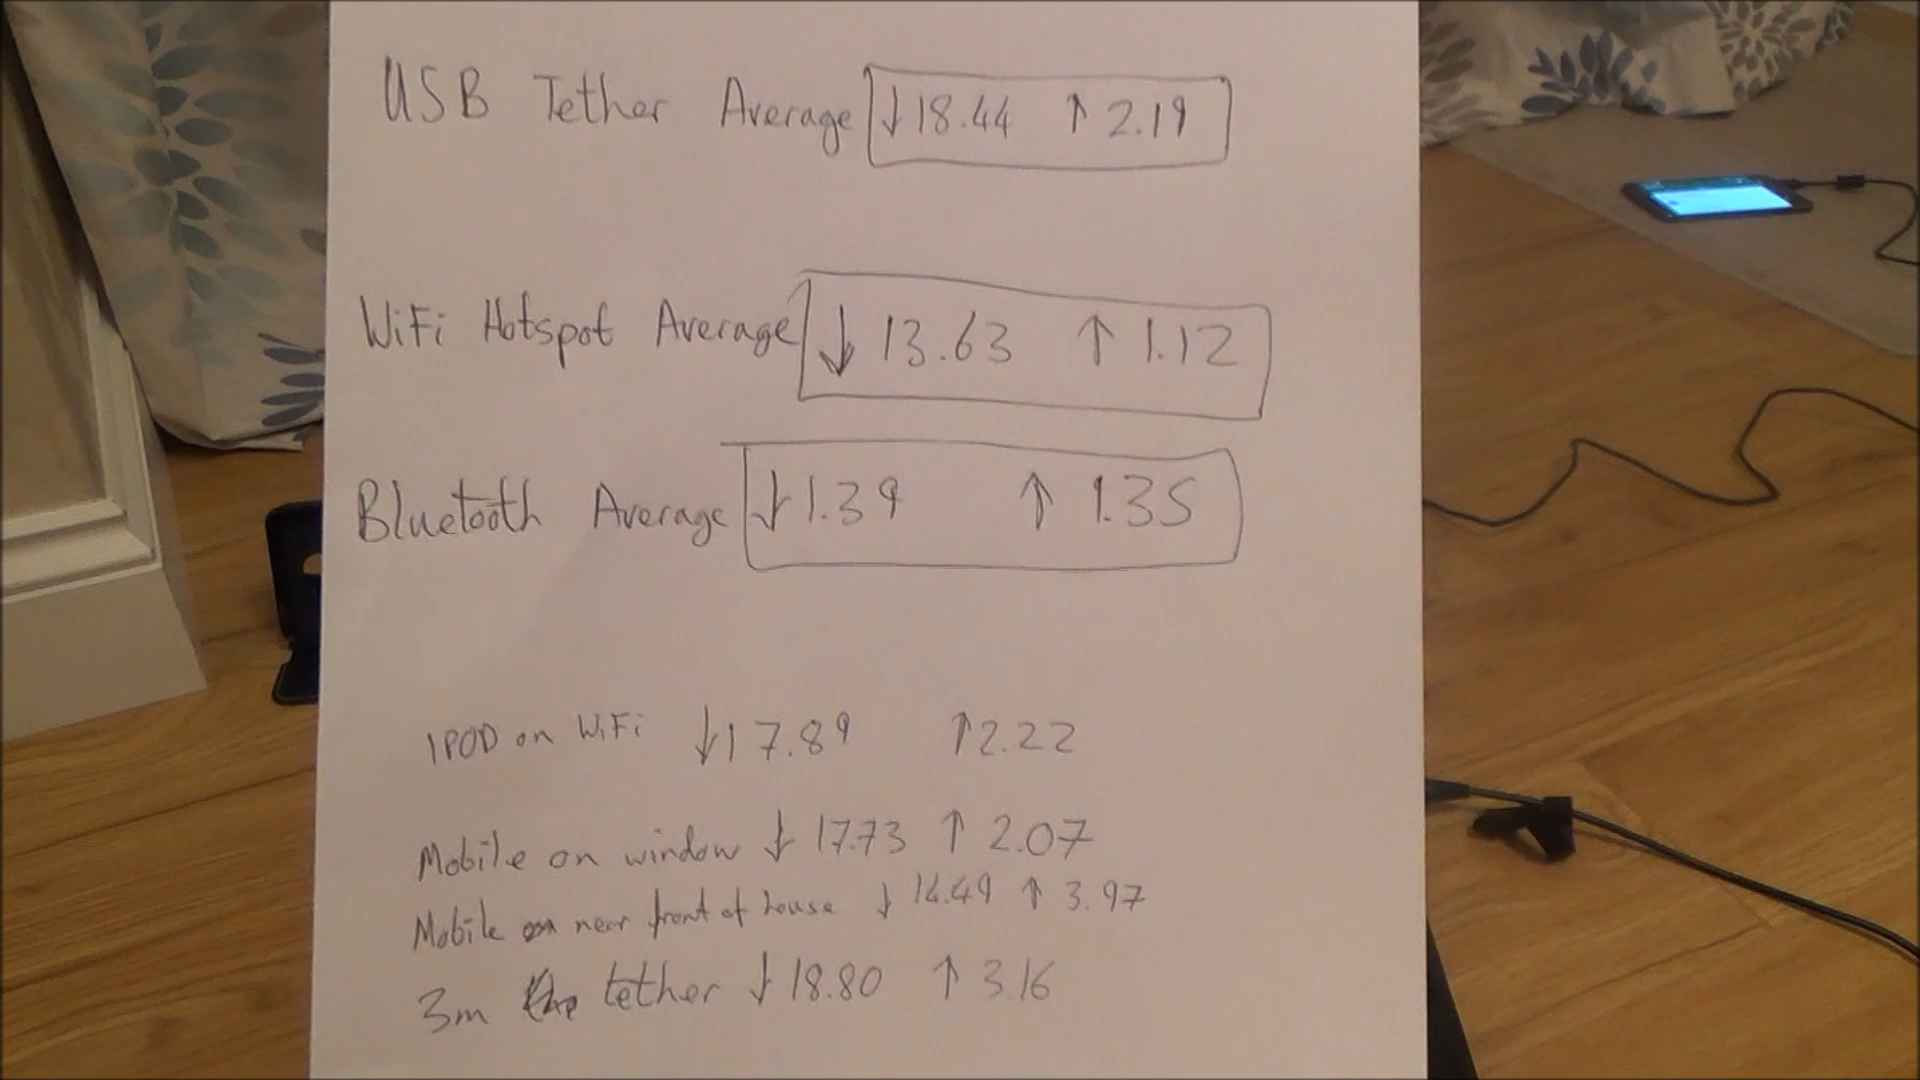 USB Tether Average ↓18.44 ↑2.19
WiFi Hotspot Average ↓ 13.63 ↑ 1.12
Bluetooth Average ↓1.39 ↑ 1.35
IPOD on WiFi ↓17.89 ↑2.22
Mobile on window ↓ 17.73 ↑ 2.07
Mobile near front of house ↓ ↑ 3.97
3m tether ↓ 18.80 ↑ 3.16